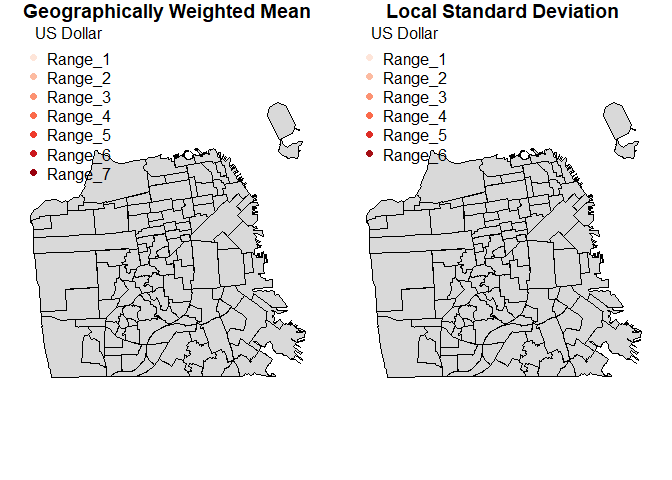 Geographically Weighted Mean
US Dollar
Range_1
Range_2
Range_3
Range_4
Range_5
Range_6
Range_7
Local Standard Deviation
US Dollar
Range_1
Range_2
Range_3
Range_4
Range_5
Range_6